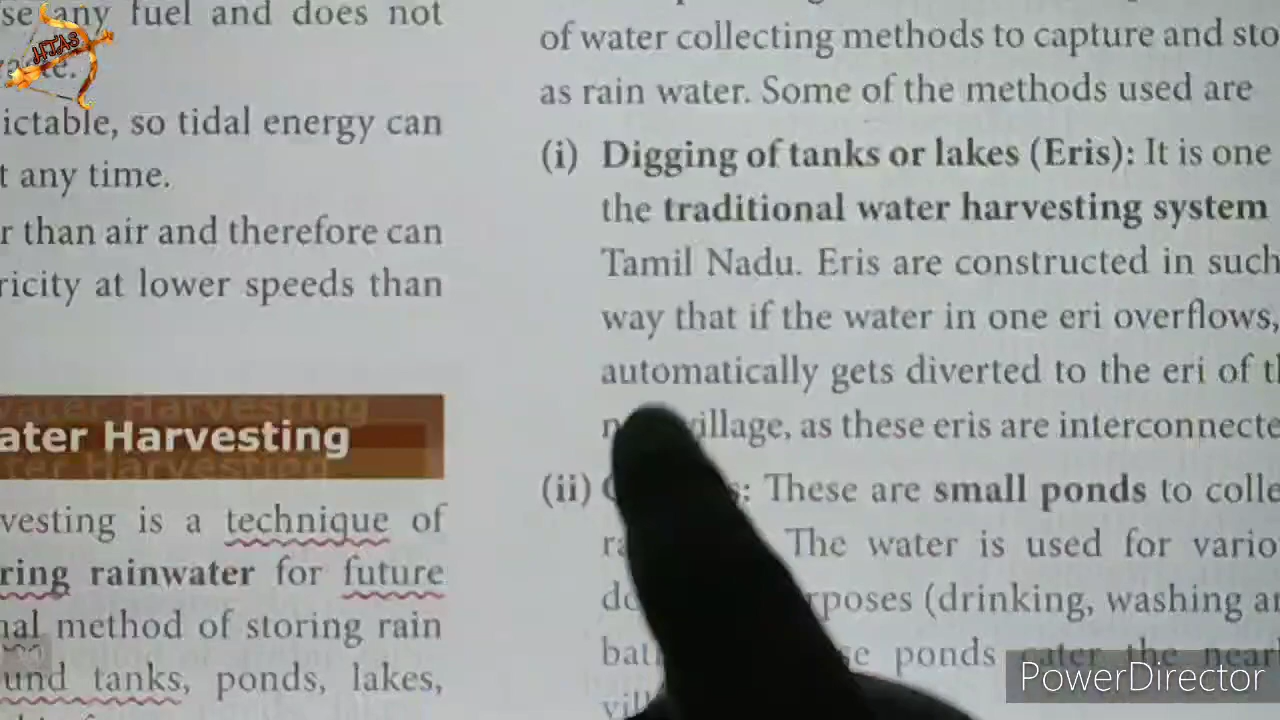 HTAS
se any fuel and does not
ictable, so tidal energy can
t any time.
r than air and therefore can
ricity at lower speeds than
ater Harvesting
vesting is a technique of
ring rainwater for future
nal method of storing rain
und tanks, ponds, lakes,
of water collecting methods to capture and sto
as rain water. Some of the methods used are
(i) Digging of tanks or lakes (Eris): It is one
the traditional water harvesting system
Tamil Nadu. Eris are constructed in such
way that if the water in one eri overflows,
automatically gets diverted to the eri of th
village, as these eris are interconnecte
(ii) These are small ponds to colle
The water is used for vario
rposes (drinking, washing an
ponds cater the near
PowerDirector